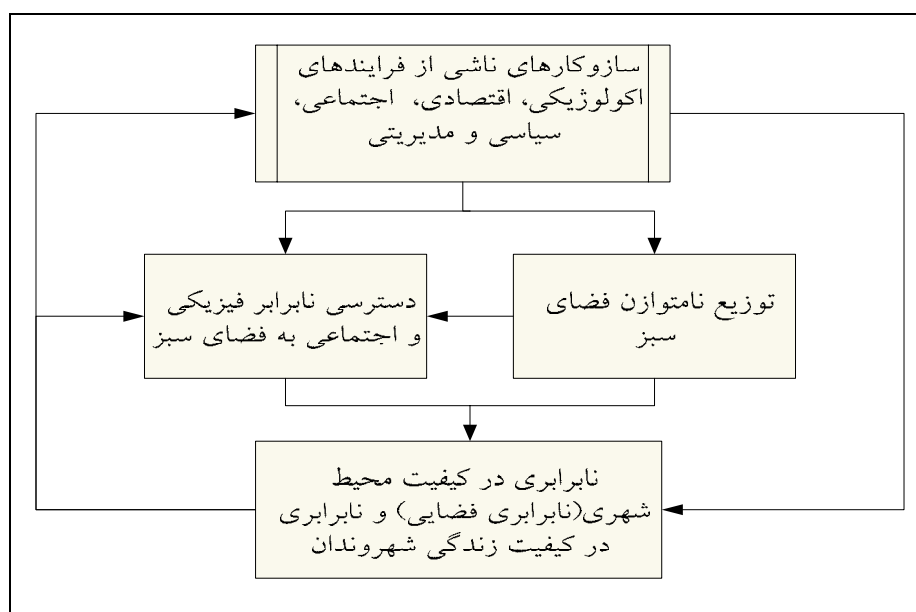 سازوکارهای ناشی از فرایندهای
اکولوژیکی، اقتصادی، اجتماعی،
سیاسی و مدیریتی
توزیع نامتوازن فضای
سبز
دسترسی نابرابر فیزیکی
و اجتماعی به فضای سبز
نابرابری در کیفیت محیط
شهری(نابرابری فضایی) و نابرابری
در کیفیت زندگی شهروندان